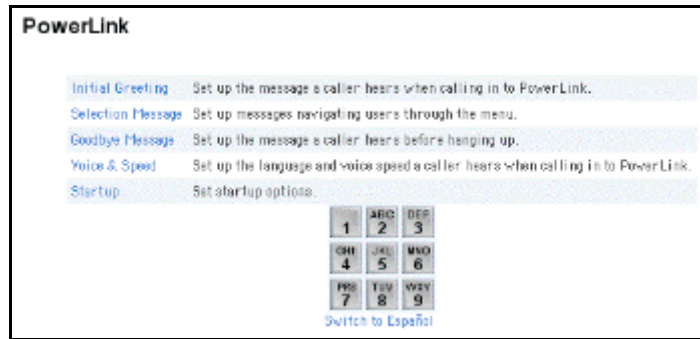 PowerLink
Initial Greeting Set up the message a caller hears when calling in to PowerLink.
Selection Message Set up messages navigating users through the menu.
Goodbye Message Set up the message a caller hears before hanging up.
Voice & Speed Set up the language and voice speed a caller hears when calling in to PowerLink.
Startup Set startup options.
ABC DEF
1 2 3
GHI JKL MNO
4 5 6
PRS TUV WXY
7 8 9
Switch to Español